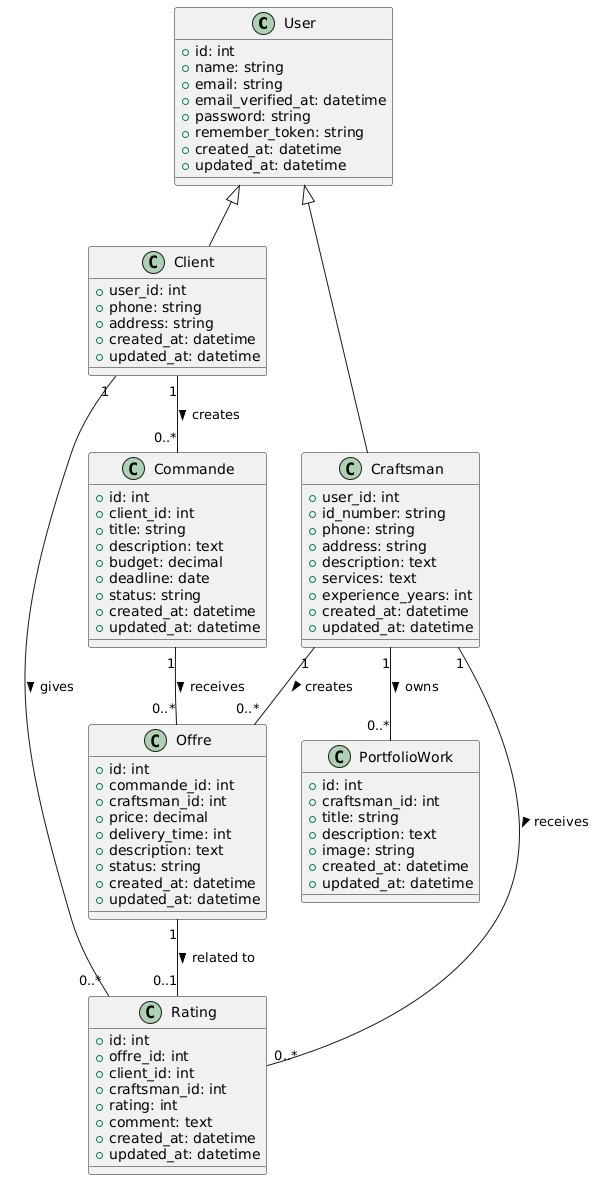 C User
id: int
name: string
email: string
email_verified_at: datetime
password: string
remember_token: string
created_at: datetime
updated_at: datetime
C Client
user_id: int
phone: string
address: string
created_at: datetime
updated_at: datetime
1
1
creates
0..*
C Commande
id: int
client_id: int
title: string
description: text
budget: decimal
deadline: date
status: string
created_at: datetime
updated_at: datetime
C Craftsman
user_id: int
id_number: string
phone: string
address: string
description: text
services: text
experience_years: int
created_at: datetime
updated_at: datetime
1
1
1
1
gives
receives
creates
owns
0..*
0..*
0..*
C Offre
id: int
commande_id: int
craftsman_id: int
price: decimal
delivery_time: int
description: text
status: string
created_at: datetime
updated_at: datetime
C PortfolioWork
id: int
craftsman_id: int
title: string
description: text
image: string
created_at: datetime
updated_at: datetime
receives
1
related to
0..*
0..1
C Rating
id: int
offre_id: int
client_id: int
craftsman_id: int
rating: int
comment: text
created_at: datetime
updated_at: datetime
0..*